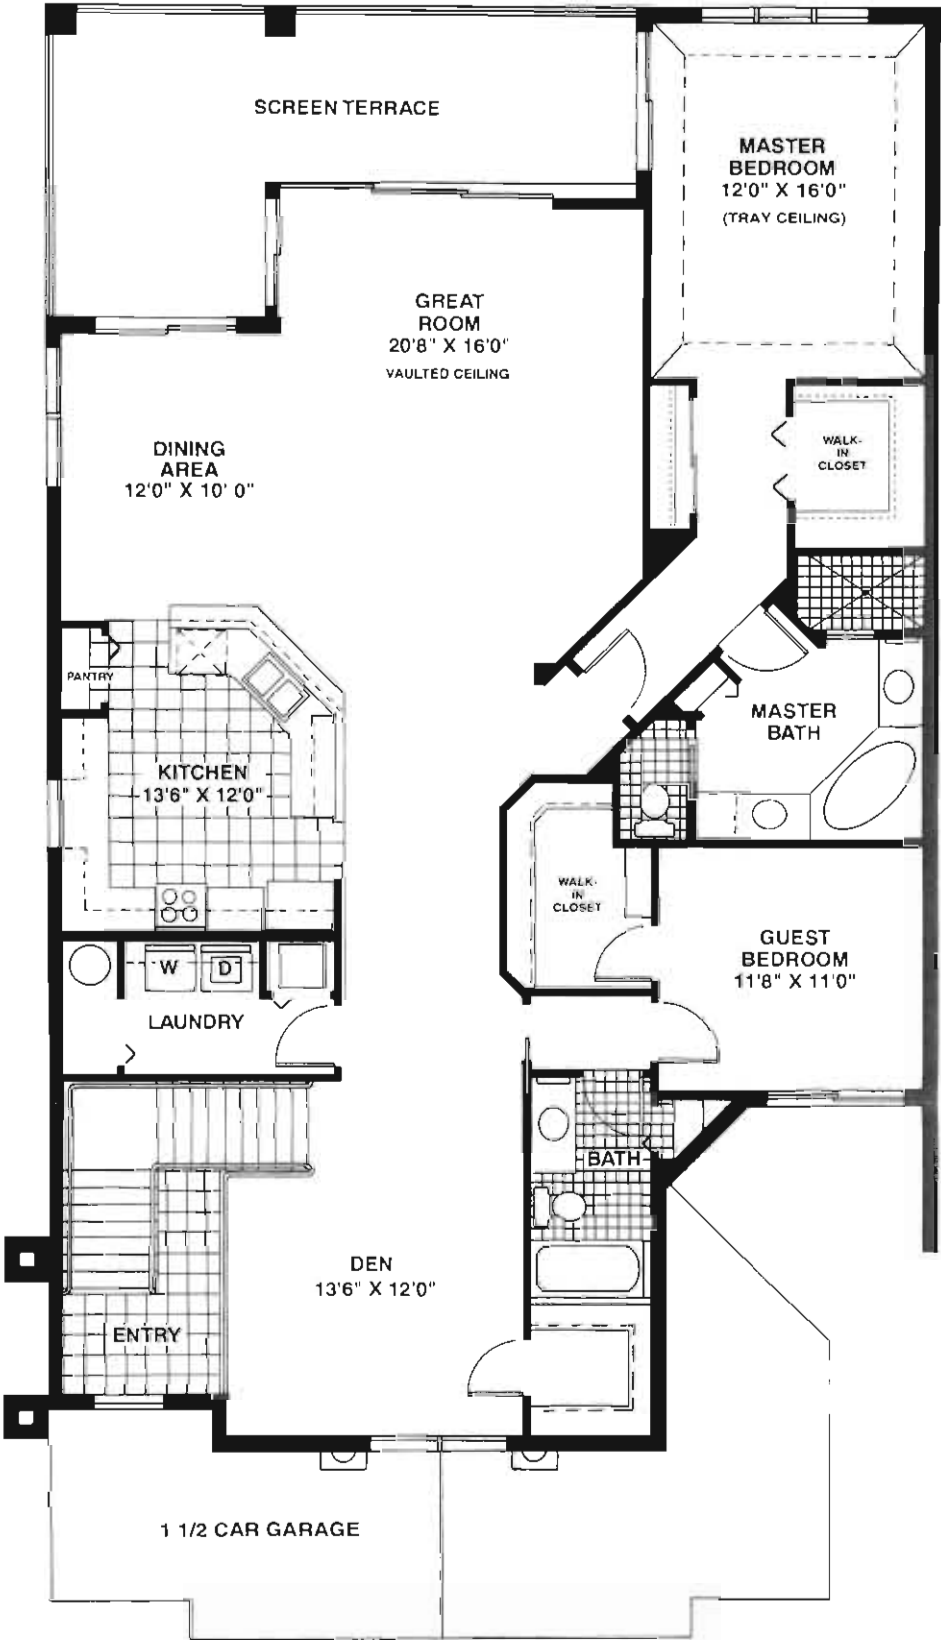 SCREEN TERRACE
MASTER
BEDROOM
12'0" X 16'0"
(TRAY CEILING)
GREAT
ROOM
20'8" X 16'0"
VAULTED CEILING
DINING
AREA
12'0" X 10' 0"
WALK-
IN
CLOSET
PANTRY
MASTER
BATH
KITCHEN
13'6" X 12'0"
WALK-
IN
CLOSET
GUEST
BEDROOM
11'8" X 11'0"
W
D
LAUNDRY
BATH
DEN
13'6" X 12'0"
ENTRY
1 1/2 CAR GARAGE